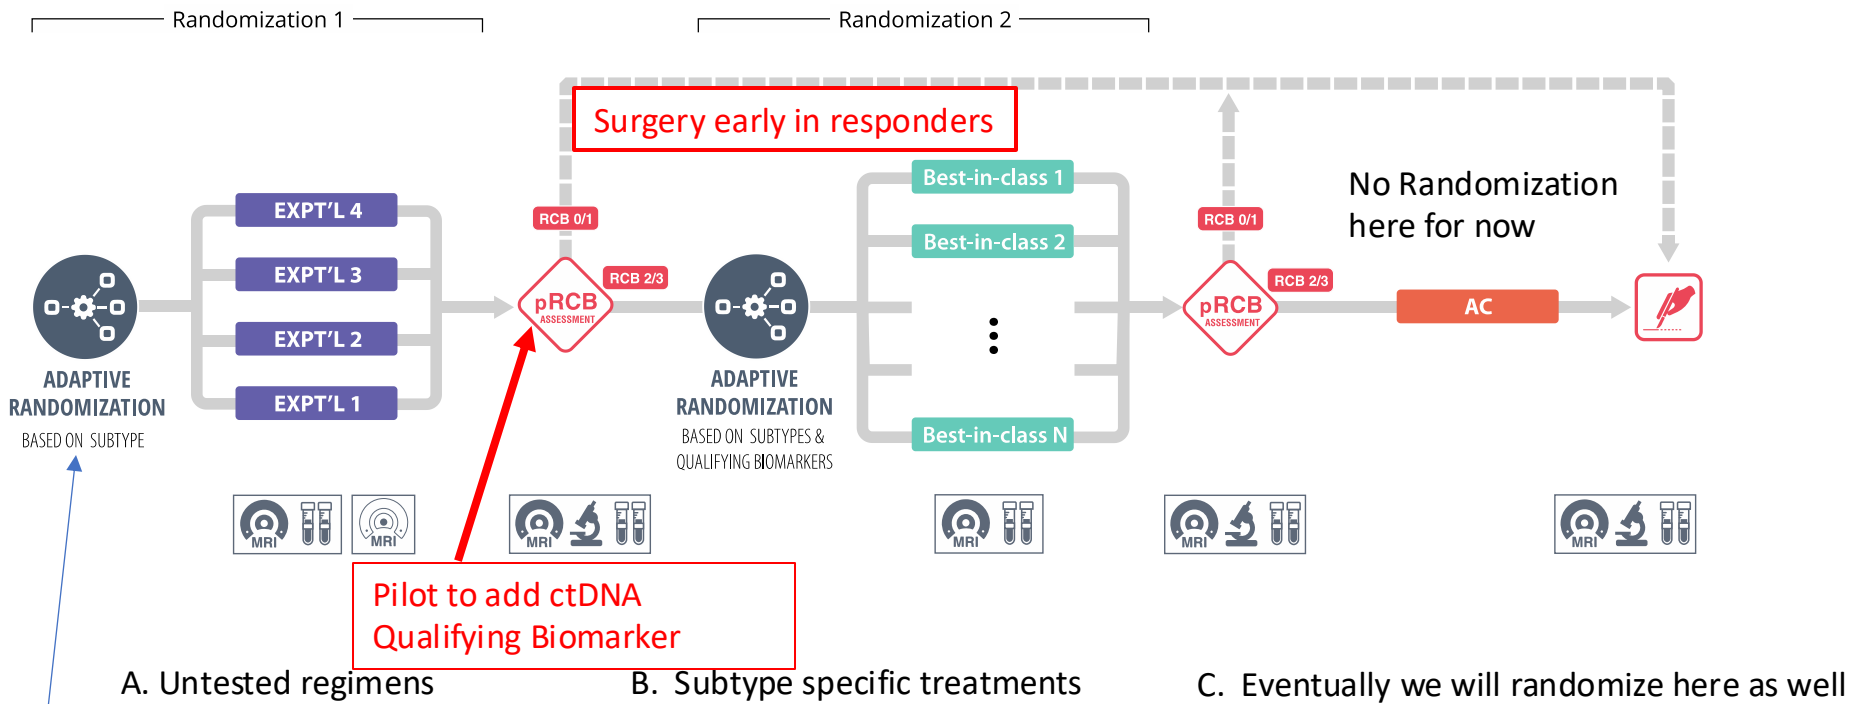 Randomization 1
Randomization 2
Surgery early in responders
EXPT'L 4
EXPT'L 3
EXPT'L 2
EXPT'L 1
ADAPTIVE
RANDOMIZATION
BASED ON SUBTYPE
RCB 0/1
RCB 2/3
pRCB
ASSESSMENT
ADAPTIVE
RANDOMIZATION
BASED ON SUBTYPES &
QUALIFYING BIOMARKERS
Best-in-class 1
Best-in-class 2
Best-in-class N
RCB 0/1
RCB 2/3
pRCB
ASSESSMENT
No Randomization
here for now
AC
MRI
MRI
MRI
MRI
MRI
MRI
Pilot to add ctDNA
Qualifying Biomarker
A. Untested regimens
B. Subtype specific treatments
C. Eventually we will randomize here as well